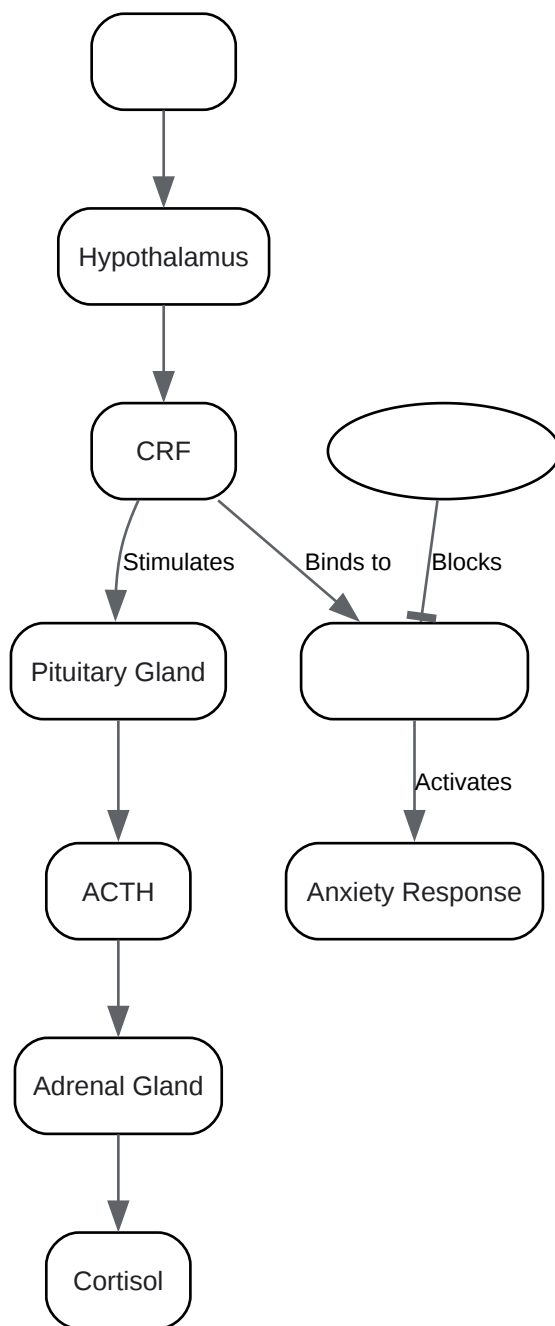 Hypothalamus
CRF
Stimulates
Binds to
Blocks
Pituitary Gland
Activates
ACTH
Anxiety Response
Adrenal Gland
Cortisol